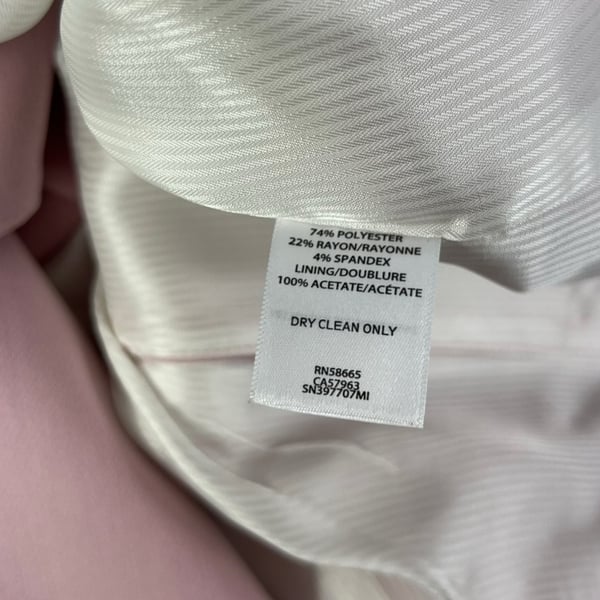 74% POLYESTER
22% RAYON/RAYONNE
4% SPANDEX
LINING/DOUBLURE
100% ACETATE/ACÉTATE
DRY CLEAN ONLY
RN58665
CA57963
SN397707MI